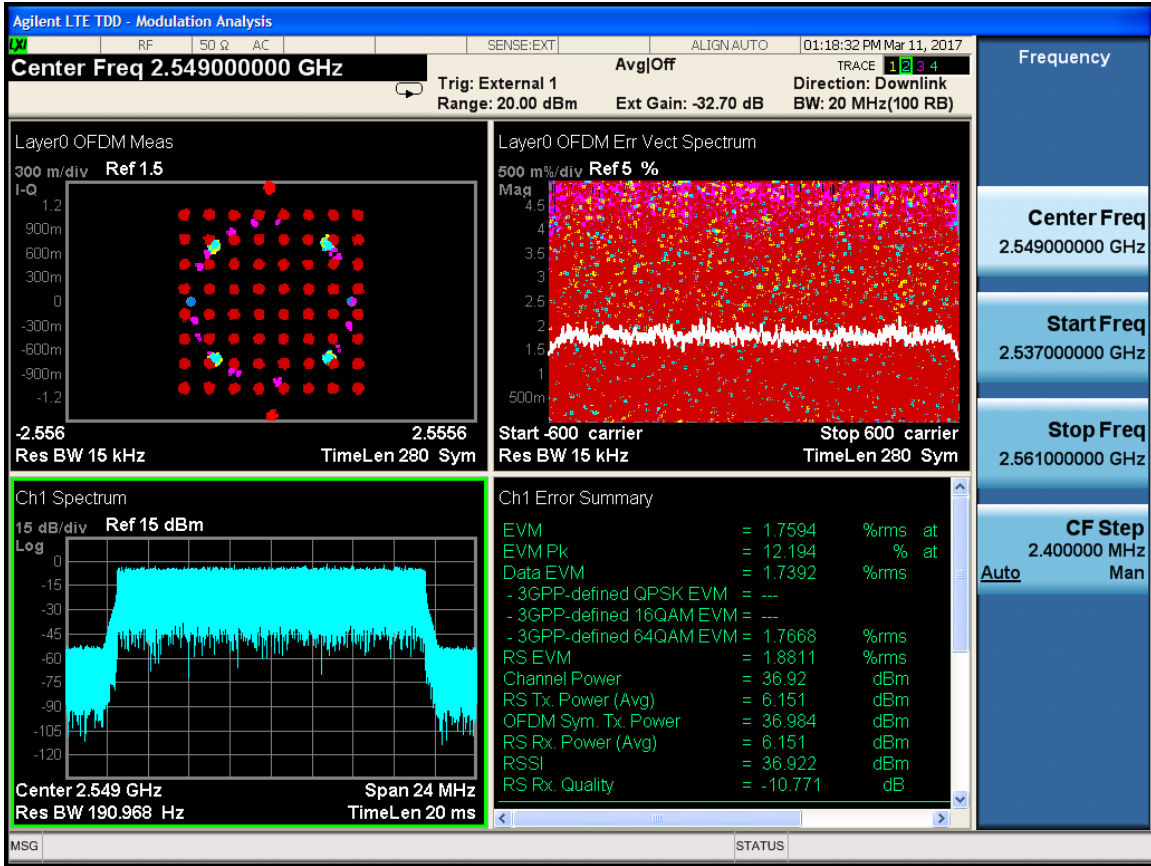 Agilent LTE TDD - Modulation Analysis
LXI RF 50 Ω AC SENSE:EXT ALIGN AUTO 01:18:32 PM Mar 11, 2017
Center Freq 2.549000000 GHz
Avg|Off
TRACE 1 2 3 4
Trig: External 1
Direction: Downlink
Range: 20.00 dBm Ext Gain: -32.70 dB BW: 20 MHz(100 RB)
Layer0 OFDM Meas
300 m/div Ref 1.5
I-Q
1.2
900m
600m
300m
0
-300m
-600m
-900m
-1.2
-2.556 2.5556
Res BW 15 kHz TimeLen 280 Sym
Layer0 OFDM Err Vect Spectrum
500 m%/div Ref 5 %
Mag
4.5
4
3.5
3
2.5
2
1.5
1
500m
Start -600 carrier Stop 600 carrier
Res BW 15 kHz TimeLen 280 Sym
Ch1 Spectrum
15 dB/div Ref 15 dBm
Log
0
-15
-30
-45
-60
-75
-90
-105
-120
Center 2.549 GHz Span 24 MHz
Res BW 190.968 Hz TimeLen 20 ms
Ch1 Error Summary
EVM = 1.7594 %rms at
EVM Pk = 12.194 % at
Data EVM = 1.7392 %rms
- 3GPP-defined QPSK EVM = ---
- 3GPP-defined 16QAM EVM = ---
- 3GPP-defined 64QAM EVM = 1.7668 %rms
RS EVM = 1.8811 %rms
Channel Power = 36.92 dBm
RS Tx. Power (Avg) = 6.151 dBm
OFDM Sym. Tx. Power = 36.984 dBm
RS Rx. Power (Avg) = 6.151 dBm
RSSI = 36.922 dBm
RS Rx. Quality = -10.771 dB
Frequency
Center Freq
2.549000000 GHz
Start Freq
2.537000000 GHz
Stop Freq
2.561000000 GHz
CF Step
2.400000 MHz
Auto Man
MSG STATUS